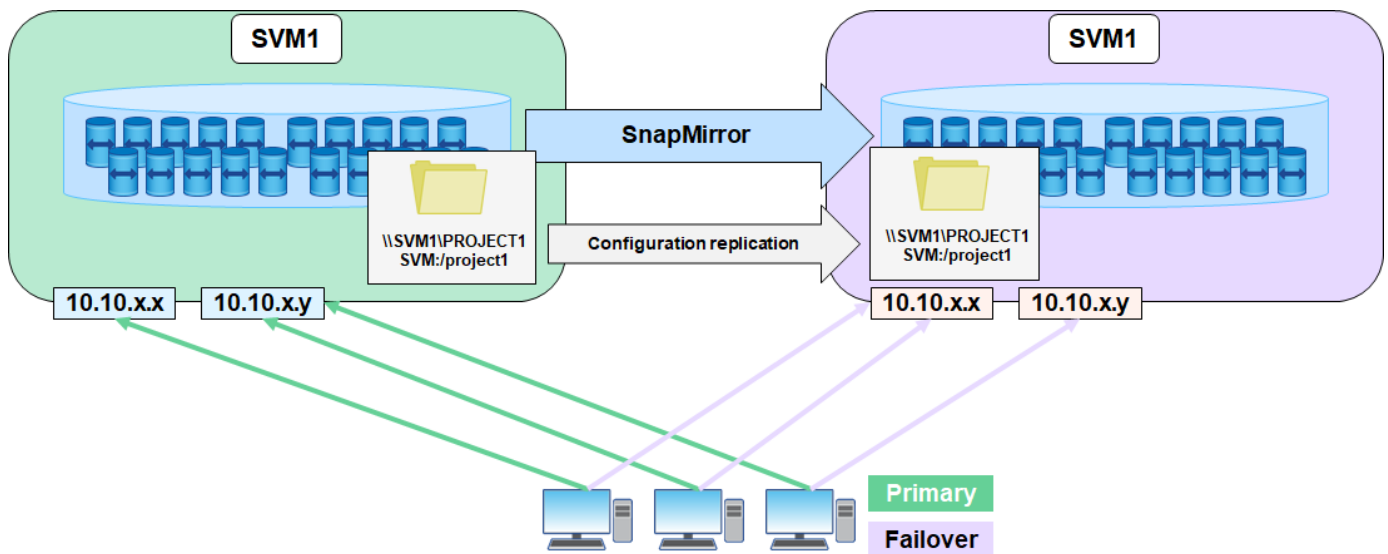 SVM1
SVM1
SnapMirror
\\SVM1\PROJECT1
SVM:/project1
Configuration replication
\\SVM1\PROJECT1
SVM:/project1
10.10.x.x
10.10.x.y
10.10.x.x
10.10.x.y
Primary
Failover